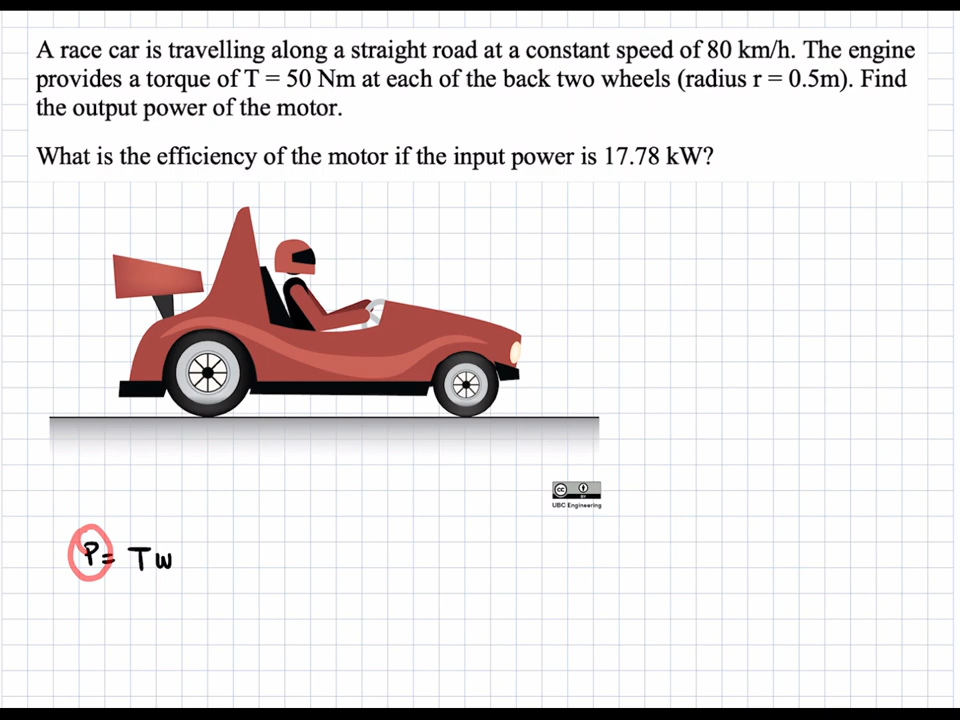 A race car is travelling along a straight road at a constant speed of 80 km/h. The engine
provides a torque of T = 50 Nm at each of the back two wheels (radius r = 0.5m). Find
the output power of the motor.
What is the efficiency of the motor if the input power is 17.78 kW?
cc
BY
UBC Engineering
P = T w